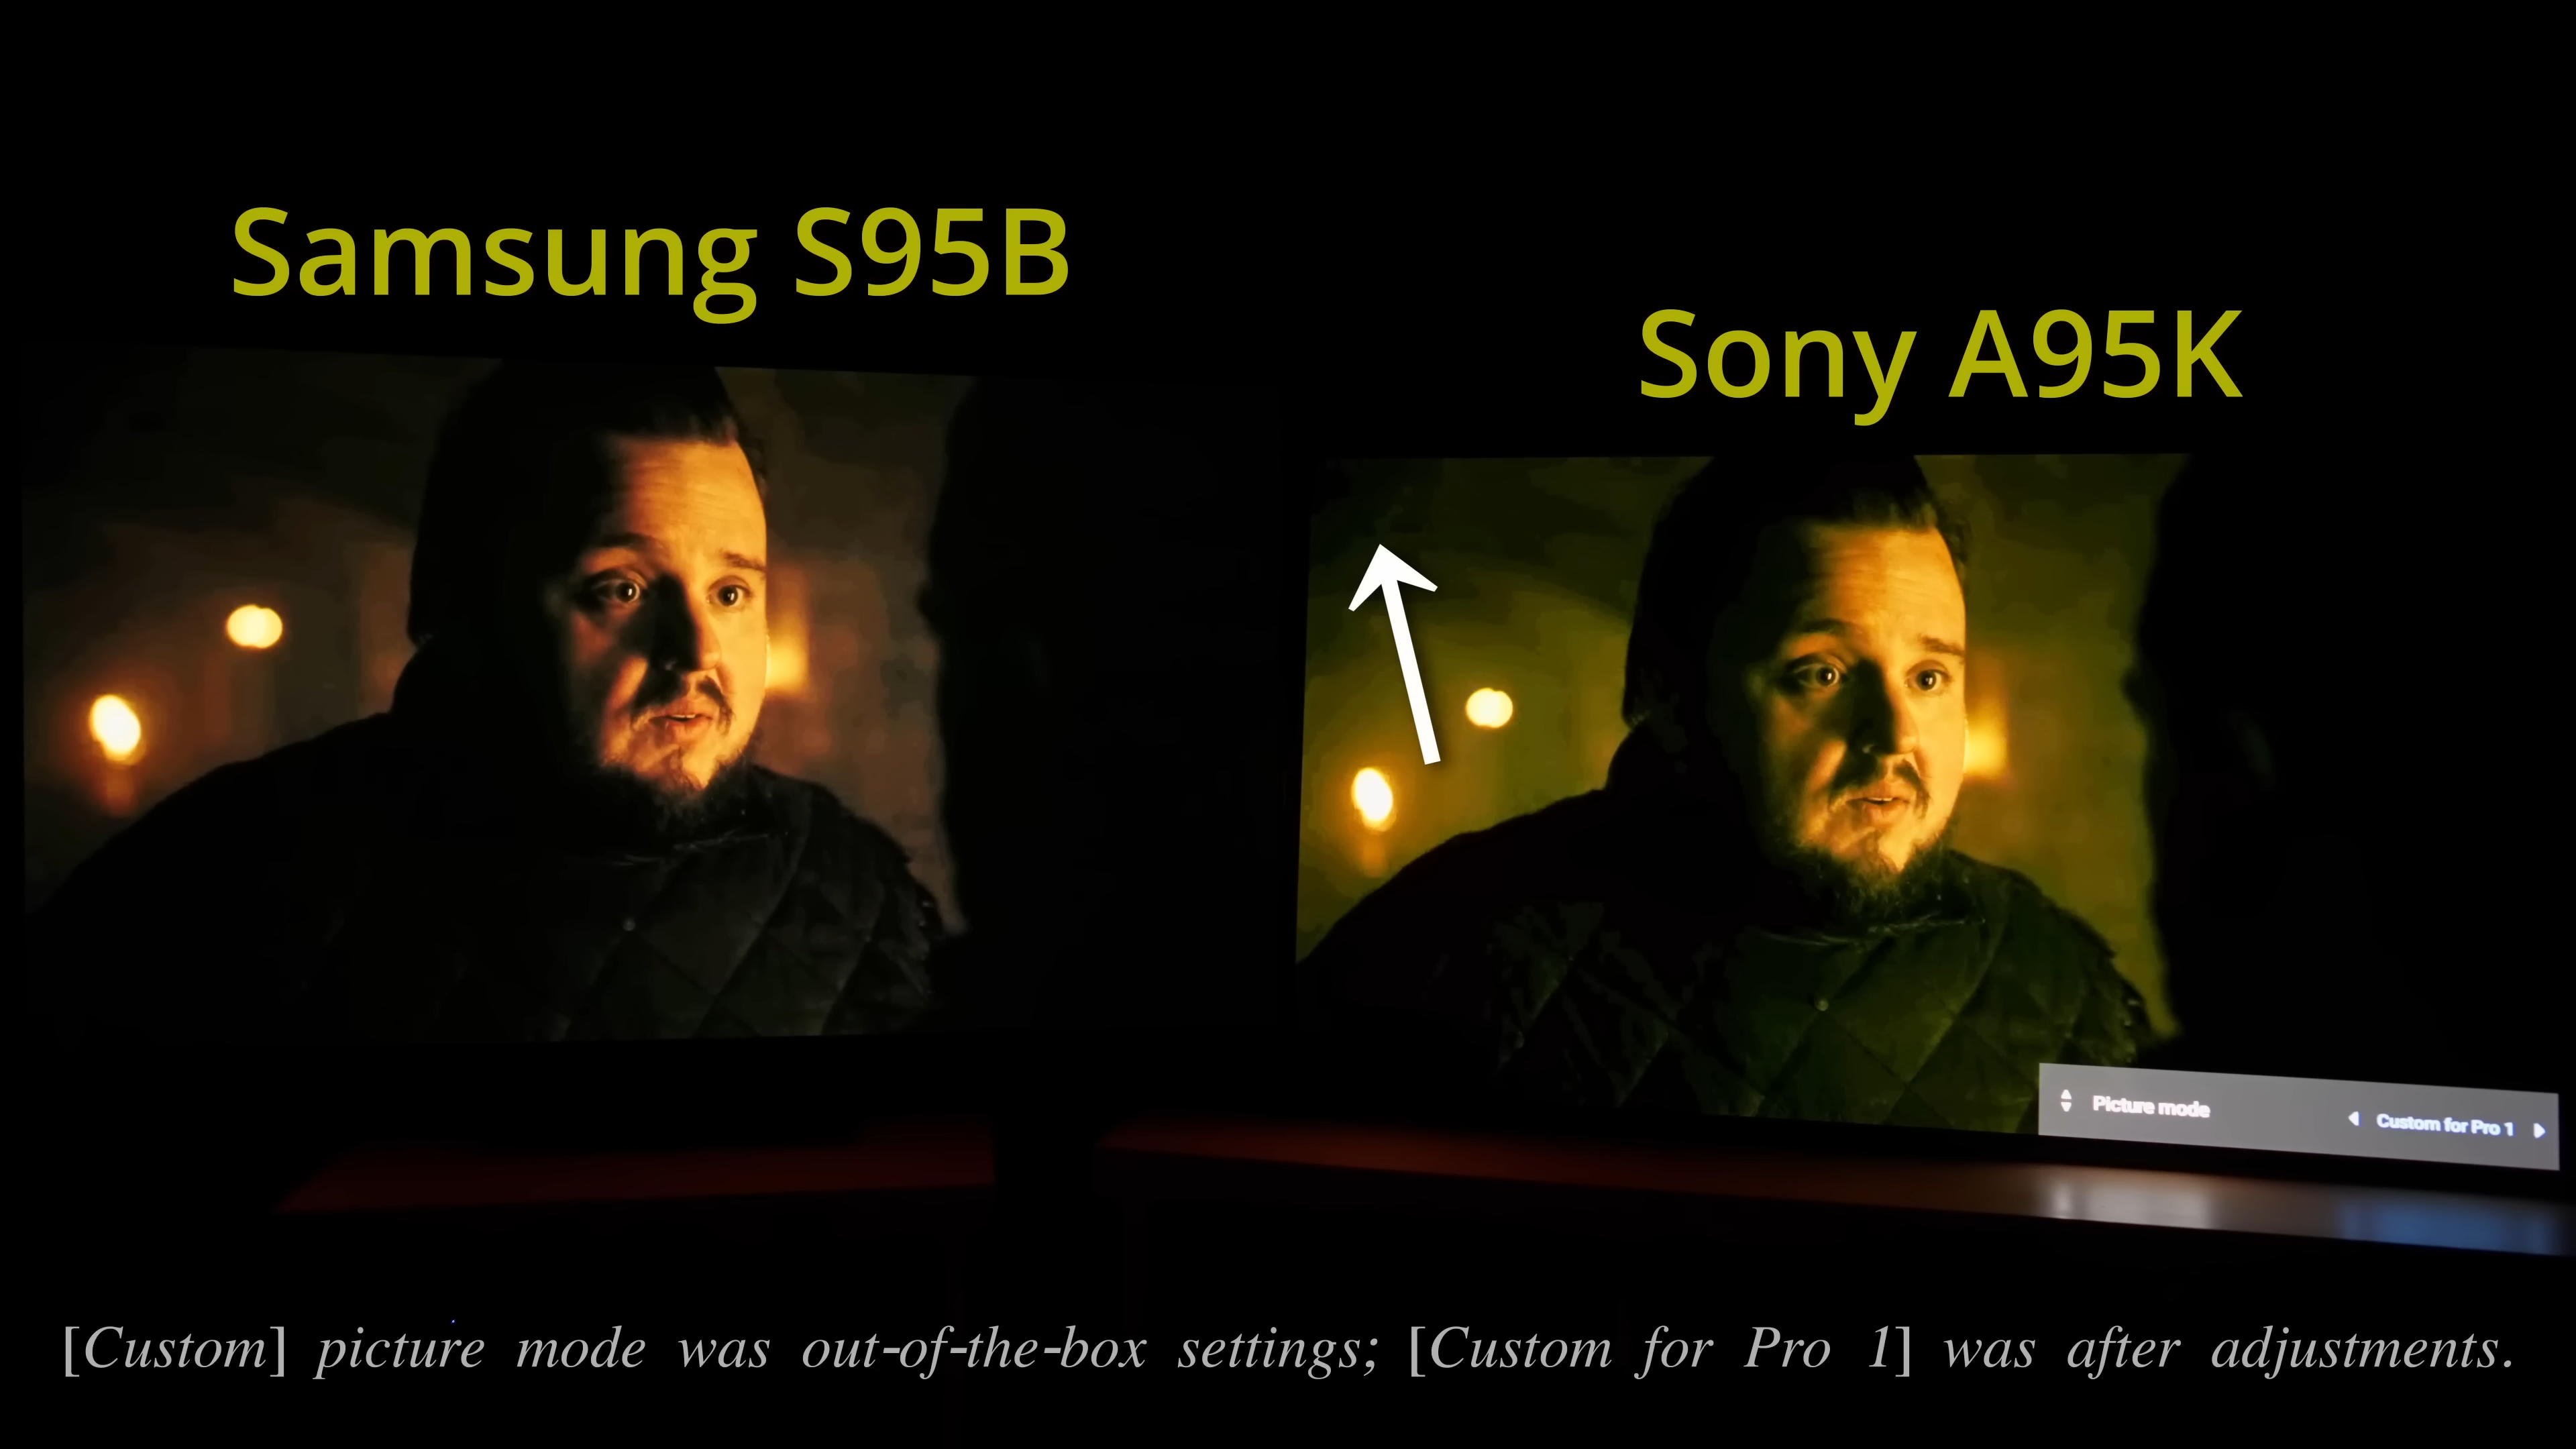 Samsung S95B
Sony A95K
Picture mode
Custom for Pro 1
[Custom] picture mode was out-of-the-box settings; [Custom for Pro 1] was after adjustments.